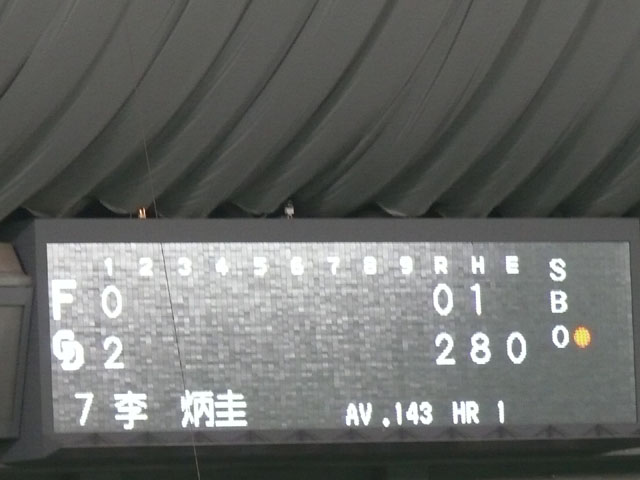 1 2 3 4 5 6 7 8 9 R H E S
F 0 0 1 B
CD 2 2 8 0 O
7 李 炳圭 AV .143 HR 1